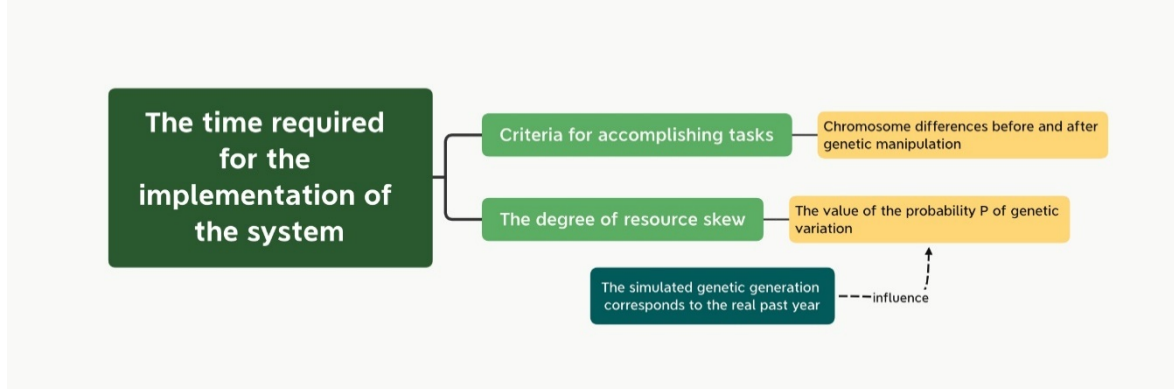 The time required
for the
implementation of
the system
Criteria for accomplishing tasks
Chromosome differences before and after
genetic manipulation
The degree of resource skew
The value of the probability P of genetic
variation
The simulated genetic generation
corresponds to the real past year
influence